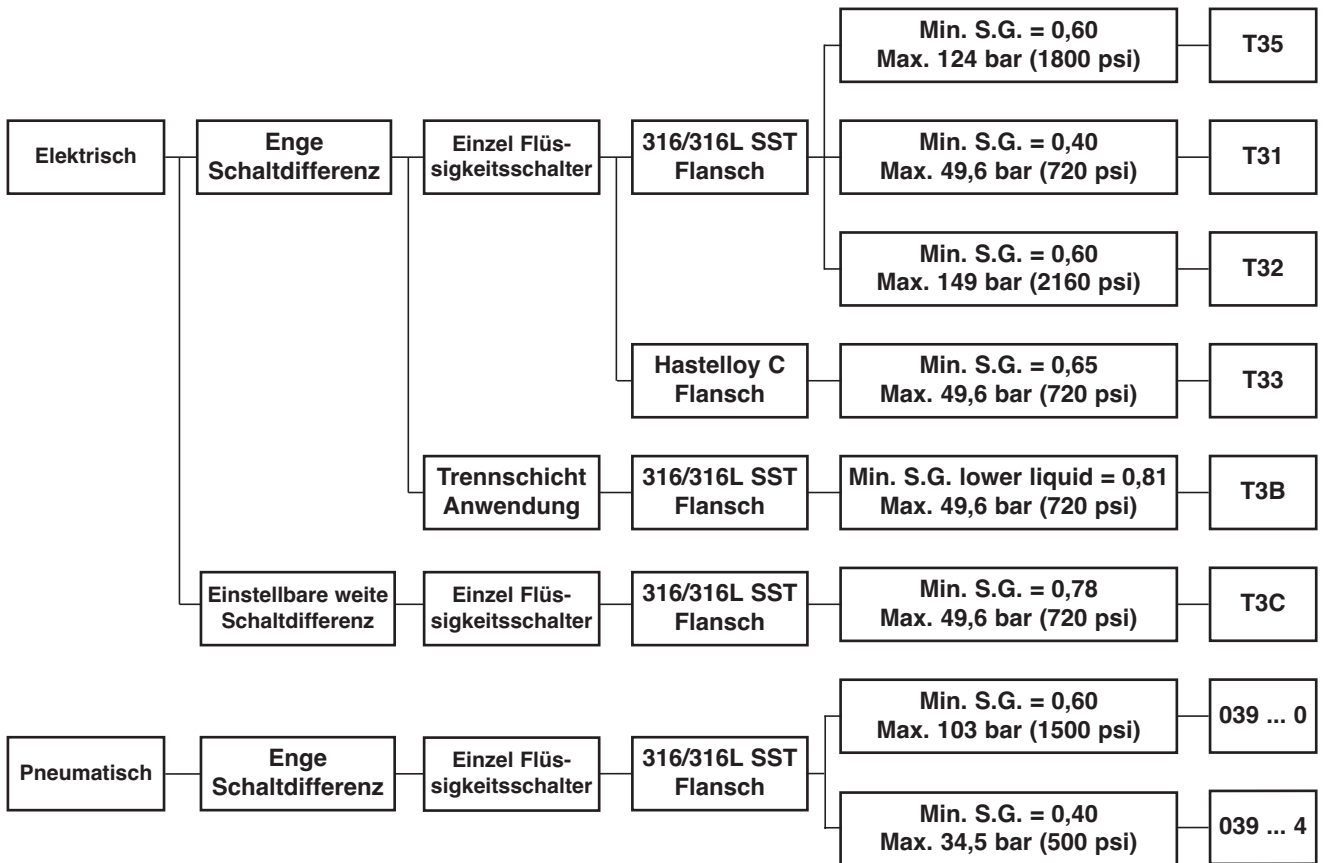 Min. S.G. = 0,60
Max. 124 bar (1800 psi)
T35
Elektrisch
Enge
Schaltdifferenz
Einzel Flüs-
sigkeitsschalter
316/316L SST
Flansch
Min. S.G. = 0,40
Max. 49,6 bar (720 psi)
T31
Min. S.G. = 0,60
Max. 149 bar (2160 psi)
T32
Hastelloy C
Flansch
Min. S.G. = 0,65
Max. 49,6 bar (720 psi)
T33
Trennschicht
Anwendung
316/316L SST
Flansch
Min. S.G. lower liquid = 0,81
Max. 49,6 bar (720 psi)
T3B
Einstellbare weite
Schaltdifferenz
Einzel Flüs-
sigkeitsschalter
316/316L SST
Flansch
Min. S.G. = 0,78
Max. 49,6 bar (720 psi)
T3C
Pneumatisch
Enge
Schaltdifferenz
Einzel Flüs-
sigkeitsschalter
316/316L SST
Flansch
Min. S.G. = 0,60
Max. 103 bar (1500 psi)
039 ... 0
Min. S.G. = 0,40
Max. 34,5 bar (500 psi)
039 ... 4